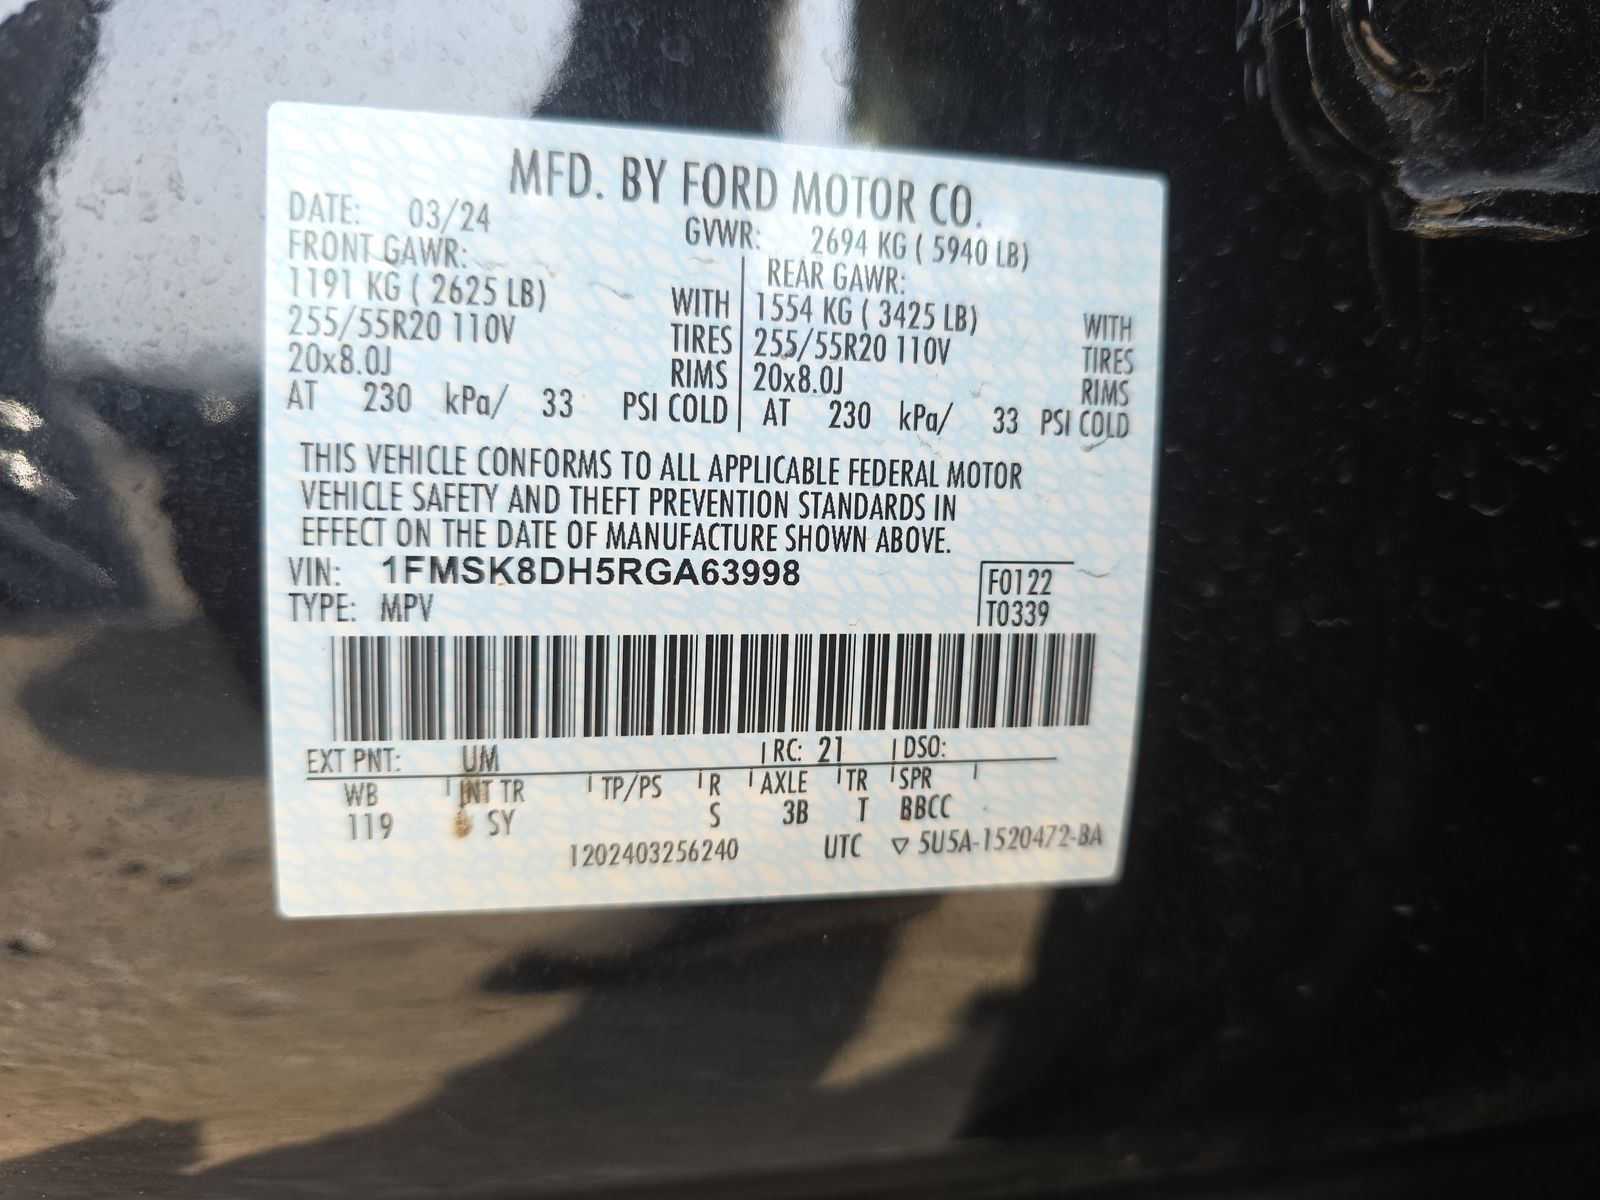 MFD. BY FORD MOTOR CO.
DATE: 03/24 GVWR: 2694 KG ( 5940 LB)
FRONT GAWR: REAR GAWR:
1191 KG ( 2625 LB) WITH 1554 KG ( 3425 LB) WITH
255/55R20 110V TIRES 255/55R20 110V TIRES
20x8.0J RIMS 20x8.0J RIMS
AT 230 kPa/ 33 PSI COLD AT 230 kPa/ 33 PSI COLD
THIS VEHICLE CONFORMS TO ALL APPLICABLE FEDERAL MOTOR
VEHICLE SAFETY AND THEFT PREVENTION STANDARDS IN
EFFECT ON THE DATE OF MANUFACTURE SHOWN ABOVE.
VIN: 1FMSK8DH5RGA63998 F0122
TYPE: MPV T0339
EXT PNT: UM RC: 21 DSO:
WB INT TR TP/PS R AXLE TR SPR
119 SY S 3B T BBCC
1202403256240 UTC ▽ 5U5A-1520472-BA